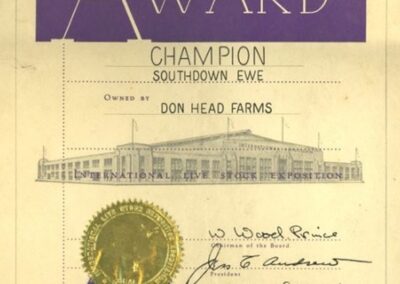 AWARD
CHAMPION
SOUTHDOWN EWE
OWNED BY
DON HEAD FARMS
INTERNATIONAL LIVE STOCK EXPOSITION
W Wood Prince
Chairman of the Board
President